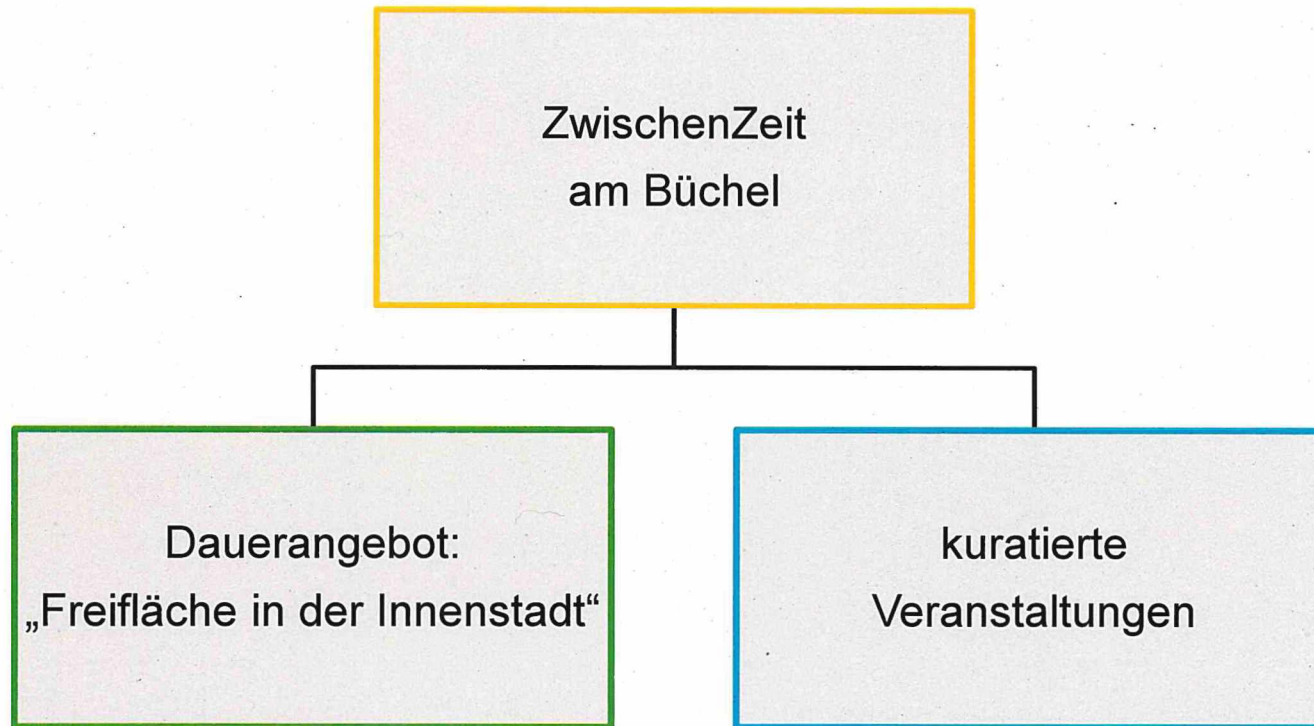 ZwischenZeit
am Büchel
Dauerangebot:
„Freifläche in der Innenstadt“
kuratierte
Veranstaltungen